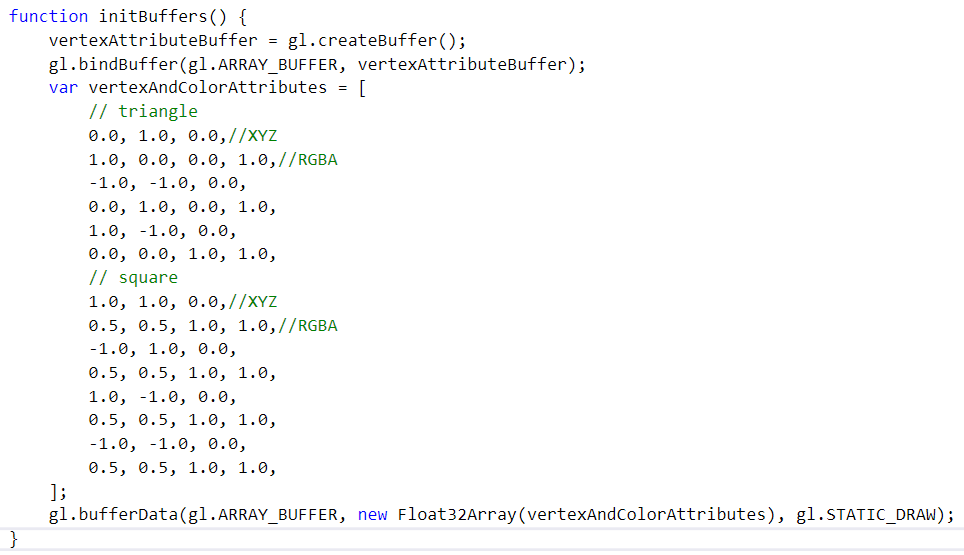 function initBuffers() {
    vertexAttributeBuffer = gl.createBuffer();
    gl.bindBuffer(gl.ARRAY_BUFFER, vertexAttributeBuffer);
    var vertexAndColorAttributes = [
        // triangle
        0.0, 1.0, 0.0,//XYZ
        1.0, 0.0, 0.0, 1.0,//RGBA
        -1.0, -1.0, 0.0,
        0.0, 1.0, 0.0, 1.0,
        1.0, -1.0, 0.0,
        0.0, 0.0, 1.0, 1.0,
        // square
        1.0, 1.0, 0.0,//XYZ
        0.5, 0.5, 1.0, 1.0,//RGBA
        -1.0, 1.0, 0.0,
        0.5, 0.5, 1.0, 1.0,
        1.0, -1.0, 0.0,
        0.5, 0.5, 1.0, 1.0,
        -1.0, -1.0, 0.0,
        0.5, 0.5, 1.0, 1.0,
    ];
    gl.bufferData(gl.ARRAY_BUFFER, new Float32Array(vertexAndColorAttributes), gl.STATIC_DRAW);
}